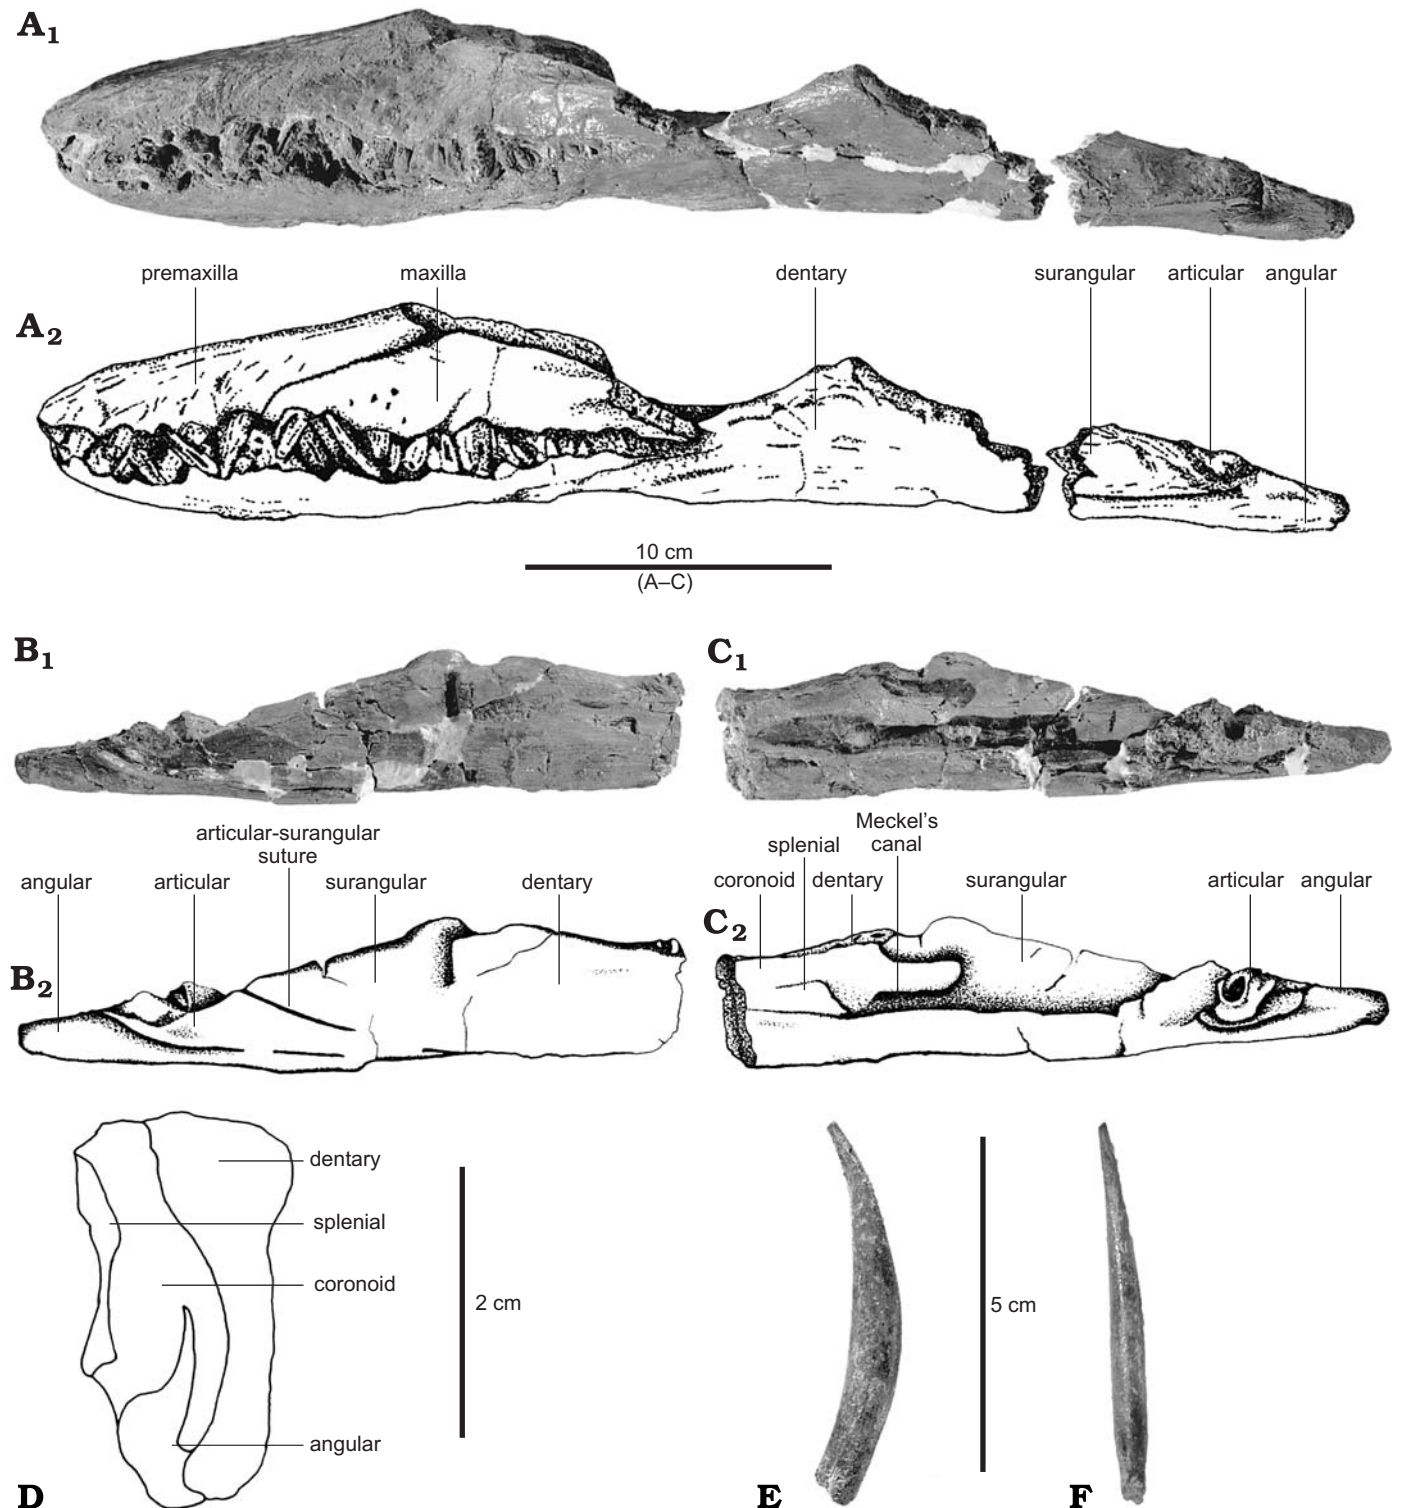 A1
premaxilla maxilla dentary surangular articular angular
A2
10 cm
(A–C)
B1
C1
articular-surangular
suture
angular articular surangular dentary
B2
Meckel's
canal
splenial
coronoid dentary surangular articular angular
C2
dentary
splenial
coronoid
angular
2 cm
D
5 cm
E
F